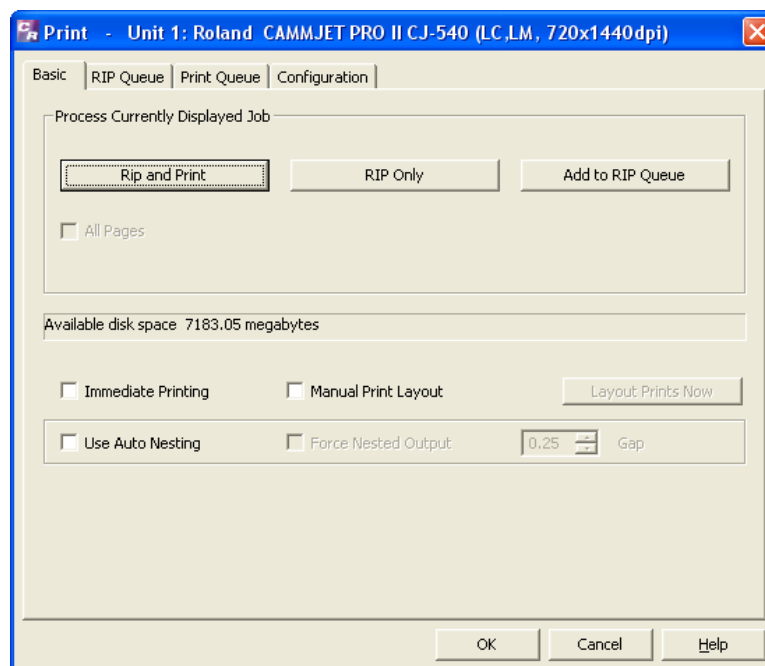 Print - Unit 1: Roland CAMMJET PRO II CJ-540 (LC,LM, 720x1440dpi)
Basic RIP Queue Print Queue Configuration
Process Currently Displayed Job
Rip and Print RIP Only Add to RIP Queue
All Pages
Available disk space 7183.05 megabytes
Immediate Printing Manual Print Layout Layout Prints Now
Use Auto Nesting Force Nested Output 0.25 Gap
OK Cancel Help